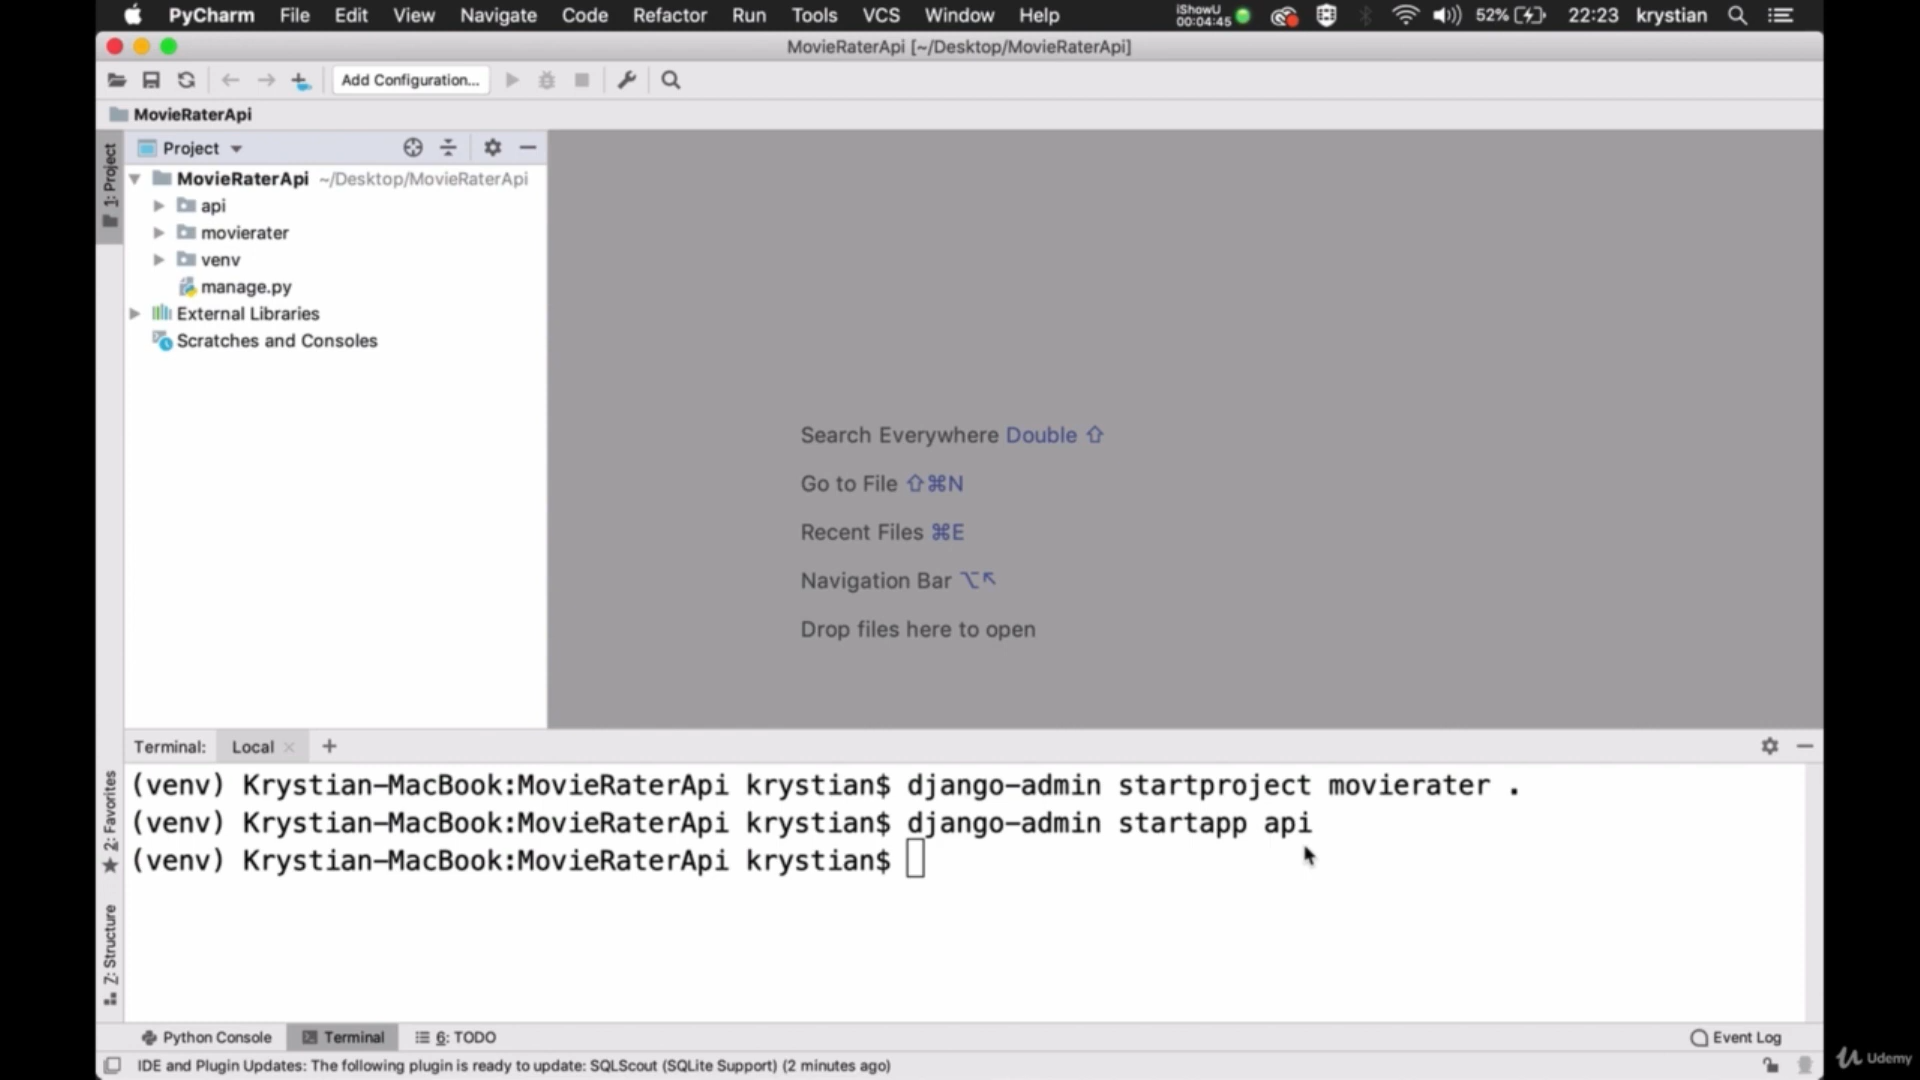 PyCharm File Edit View Navigate Code Refactor Run Tools VCS Window Help iShowU 00:04:45 52% 22:23 krystian
MovieRaterApi [~/Desktop/MovieRaterApi]
Add Configuration...
MovieRaterApi
1: Project
Project
MovieRaterApi ~/Desktop/MovieRaterApi
api
movierater
venv
manage.py
External Libraries
Scratches and Consoles
Search Everywhere Double ⇧
Go to File ⇧⌘N
Recent Files ⌘E
Navigation Bar ⌥↖
Drop files here to open
Terminal: Local +
(venv) Krystian-MacBook:MovieRaterApi krystian$ django-admin startproject movierater .
(venv) Krystian-MacBook:MovieRaterApi krystian$ django-admin startapp api
(venv) Krystian-MacBook:MovieRaterApi krystian$
2: Favorites
Z: Structure
Python Console Terminal 6: TODO Event Log
IDE and Plugin Updates: The following plugin is ready to update: SQLScout (SQLite Support) (2 minutes ago)
Udemy